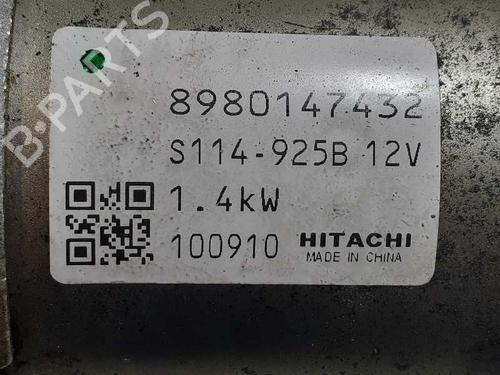 B-PARTS
8980147432
S114-925B 12V
1.4kW
100910 HITACHI
MADE IN CHINA